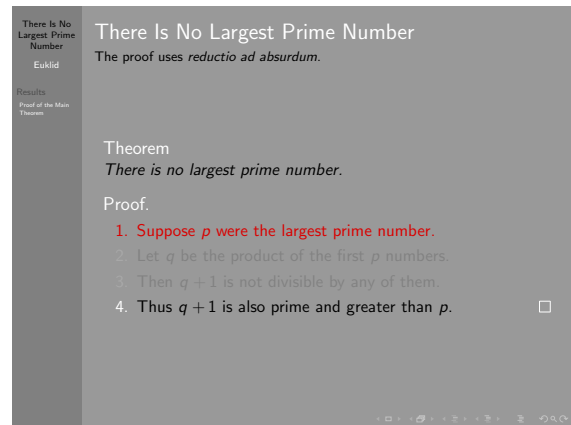 There Is No
Largest Prime
Number
Euklid
Results
Proof of the Main
Theorem
There Is No Largest Prime Number
The proof uses reductio ad absurdum.
Theorem
There is no largest prime number.
Proof.
1. Suppose p were the largest prime number.
2. Let q be the product of the first p numbers.
3. Then q + 1 is not divisible by any of them.
4. Thus q + 1 is also prime and greater than p.